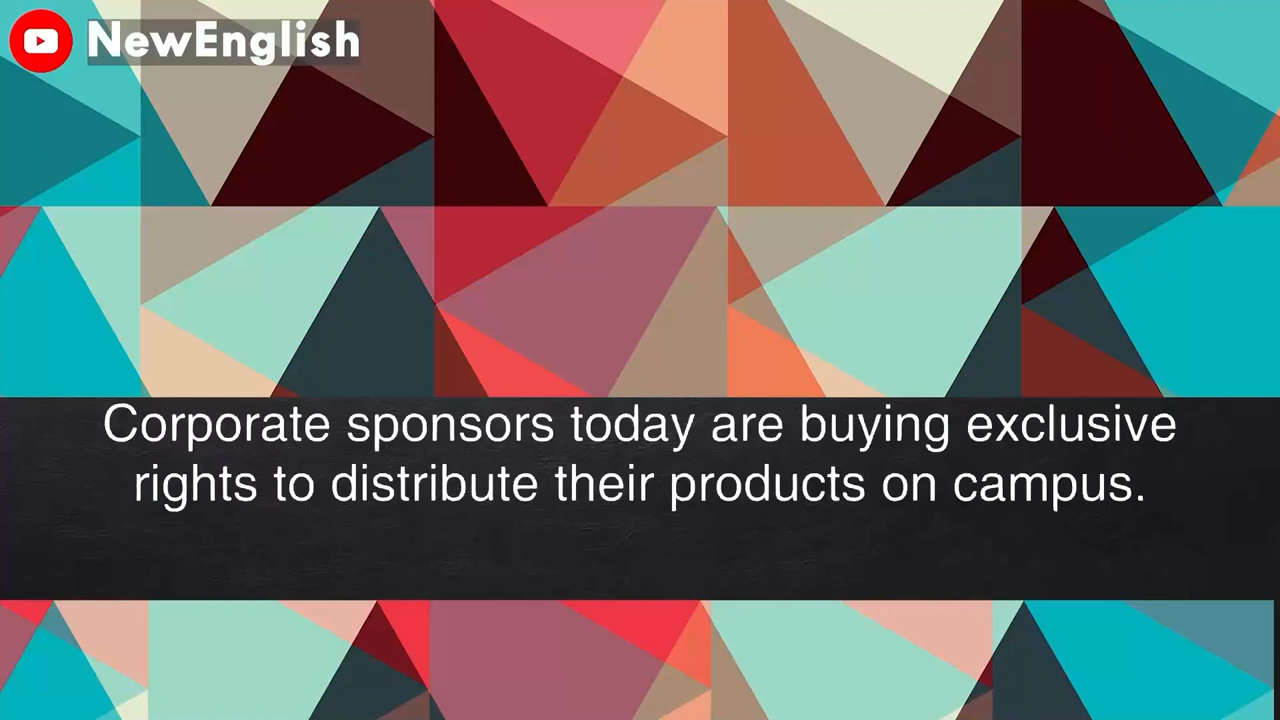 NewEnglish
Corporate sponsors today are buying exclusive
rights to distribute their products on campus.